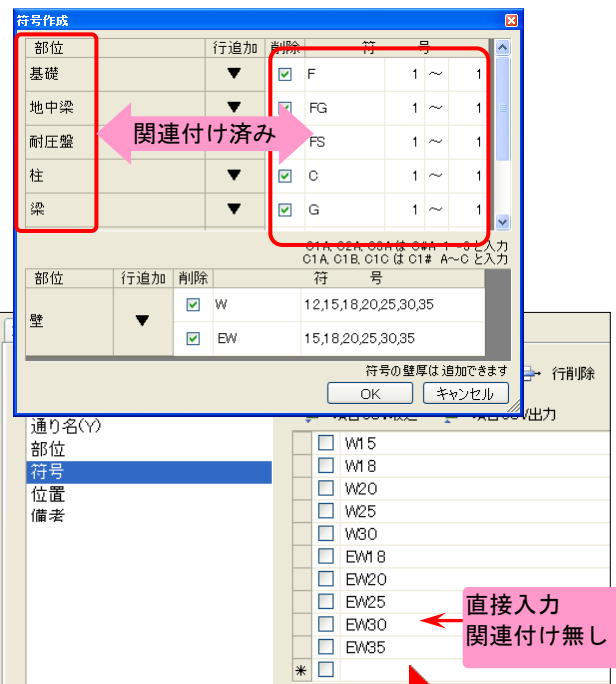 符号作成
部位 行追加 削除 符 号
基礎 ▼ F 1 ～ 1
地中梁 ▼ FG 1 ～ 1
関連付け済み
耐圧盤 FS 1 ～ 1
柱 ▼ C 1 ～ 1
梁 ▼ G 1 ～ 1
C1A, C2A, C3A は C#A 1～3 と入力
C1A, C1B, C1C は C1# A～C と入力
部位 行追加 削除 符 号
壁 ▼
W 12,15,18,20,25,30,35
EW 15,18,20,25,30,35
符号の壁厚は追加できます
OK キャンセル
行削除
CSV出力
通り名(Y)
部位
符号
位置
備考
W15
W18
W20
W25
W30
EW18
EW20
EW25
EW30
EW35
*
直接入力
関連付け無し